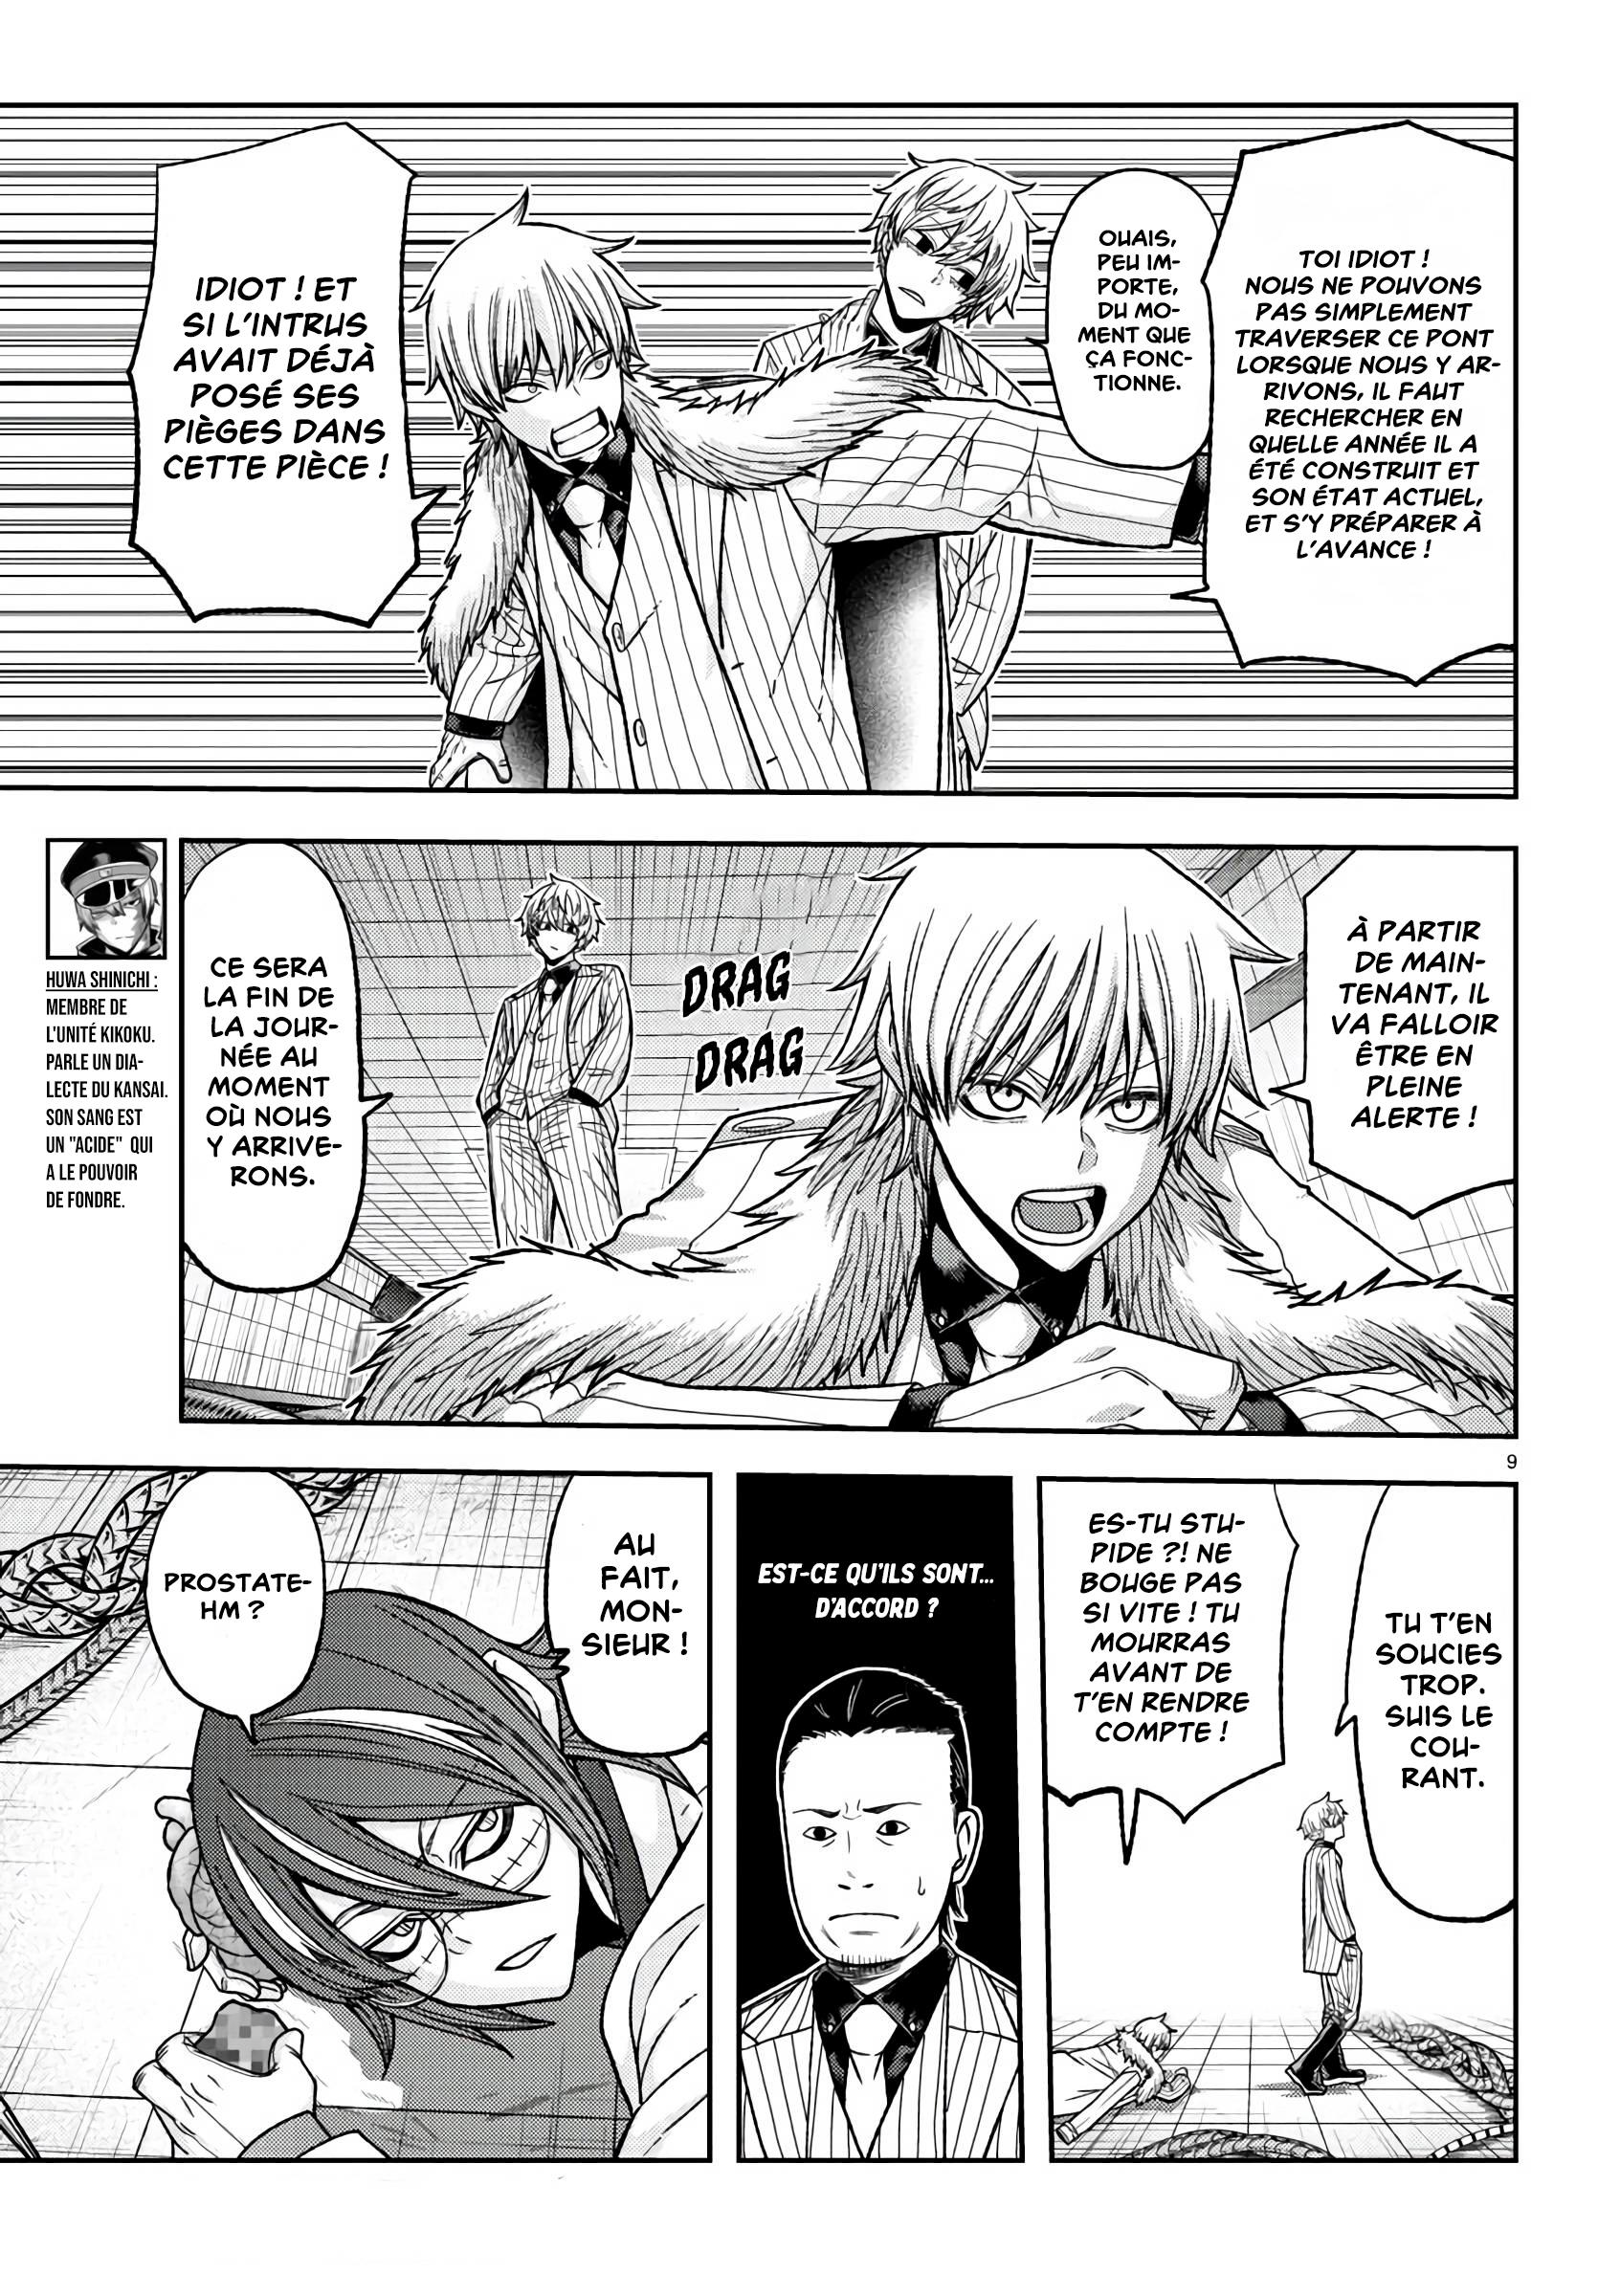 TOI IDIOT !
NOUS NE POUVONS
PAS SIMPLEMENT
TRAVERSER CE PONT
LORSQUE NOUS Y AR-
RIVONS, IL FAUT
RECHERCHER EN
QUELLE ANNÉE IL A
ÉTÉ CONSTRUIT ET
SON ÉTAT ACTUEL,
ET S'Y PRÉPARER À
L'AVANCE !
OUAIS,
PEU IM-
PORTE,
DU MO-
MENT QUE
ÇA FONC-
TIONNE.
IDIOT ! ET
SI L'INTRUS
AVAIT DÉJÀ
POSÉ SES
PIÈGES DANS
CETTE PIÈCE !
À PARTIR
DE MAIN-
TENANT, IL
VA FALLOIR
ÊTRE EN
PLEINE
ALERTE !
DRAG
DRAG
CE SERA
LA FIN DE
LA JOUR-
NÉE AU
MOMENT
OÙ NOUS
Y ARRIVE-
RONS.
HUWA SHINICHI :
MEMBRE DE
L'UNITÉ KIKOKU.
PARLE UN DIA-
LECTE DU KANSAI.
SON SANG EST
UN "ACIDE" QUI
A LE POUVOIR
DE FONDRE.
9
TU T'EN
SOUCIES
TROP.
SUIS LE
COU-
RANT.
ES-TU STU-
PIDE ?! NE
BOUGE PAS
SI VITE ! TU
MOURRAS
AVANT DE
T'EN RENDRE
COMPTE !
EST-CE QU'ILS SONT...
D'ACCORD ?
AU
FAIT,
MON-
SIEUR !
PROSTATE-
HM ?